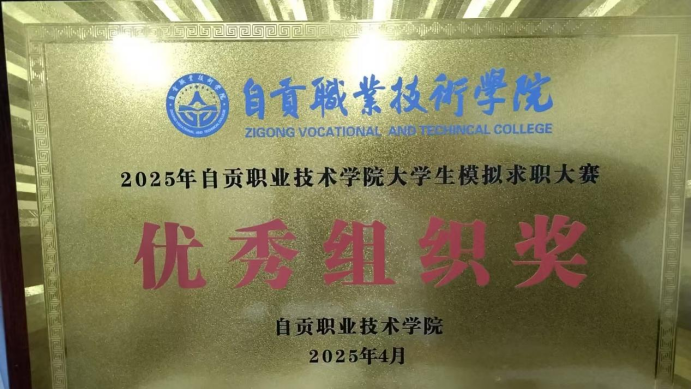 自贡職業技術學院
ZIGONG VOCATIONAL AND TECHINCAL COLLEGE
2025年自贡职业技术学院大学生模拟求职大赛
优秀组织奖
自贡职业技术学院
2025年4月